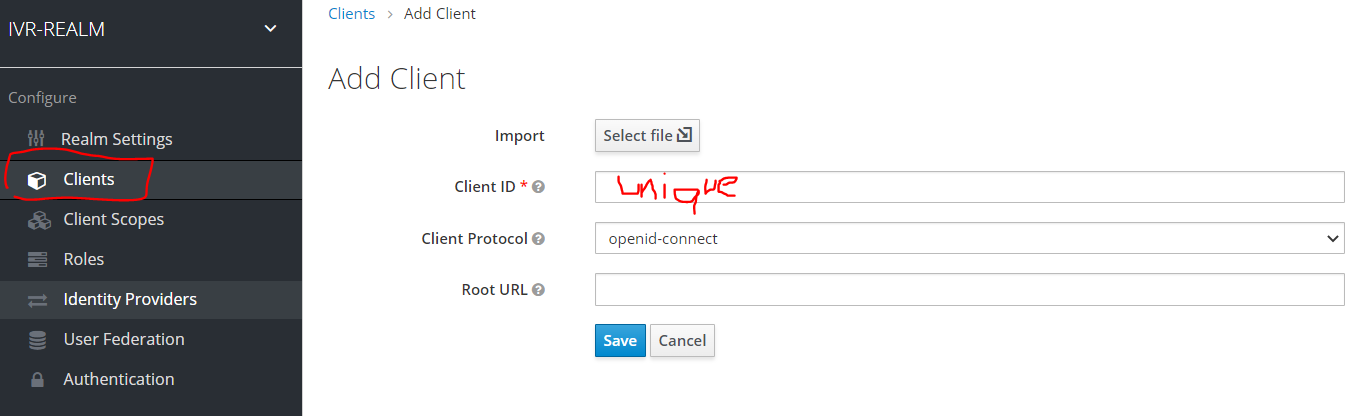 IVR-REALM
Configure
Realm Settings
Clients
Client Scopes
Roles
Identity Providers
User Federation
Authentication
Clients > Add Client
Add Client
Import Select file
Client ID * unique
Client Protocol openid-connect
Root URL
Save Cancel